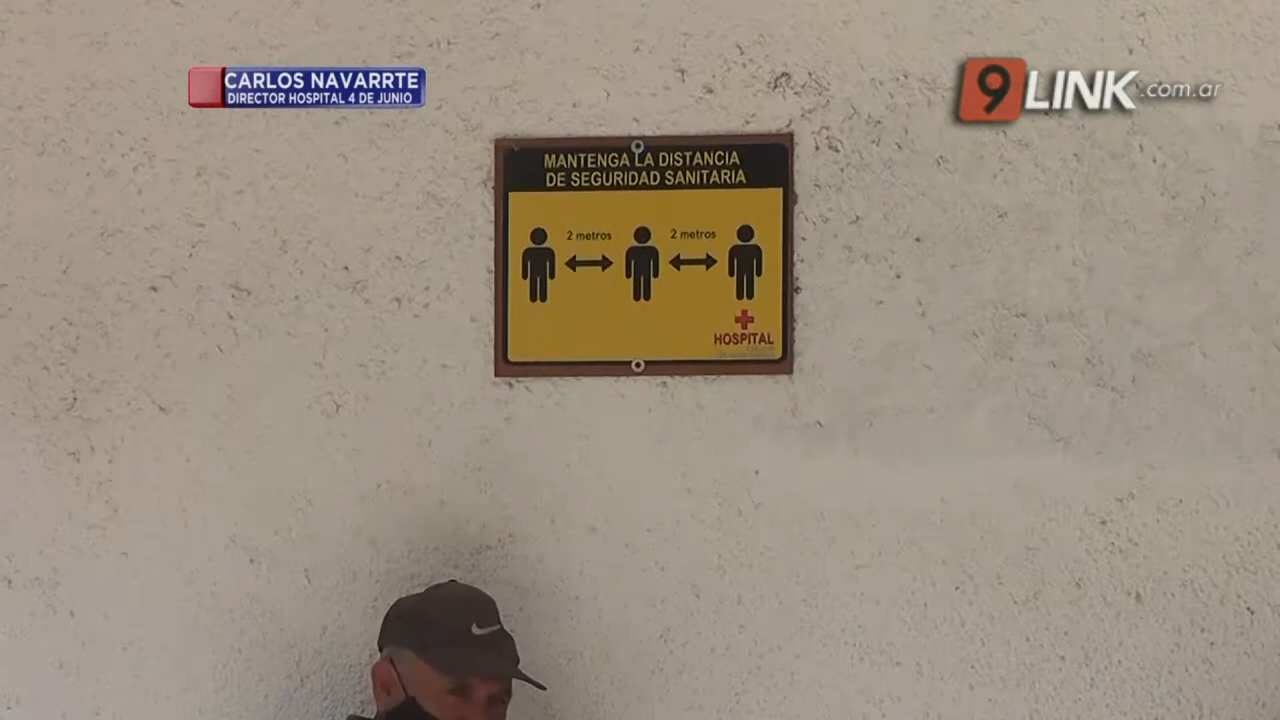 CARLOS NAVARRTE
DIRECTOR HOSPITAL 4 DE JUNIO
9 LINK.com.ar
MANTENGA LA DISTANCIA
DE SEGURIDAD SANITARIA
2 metros 2 metros
HOSPITAL